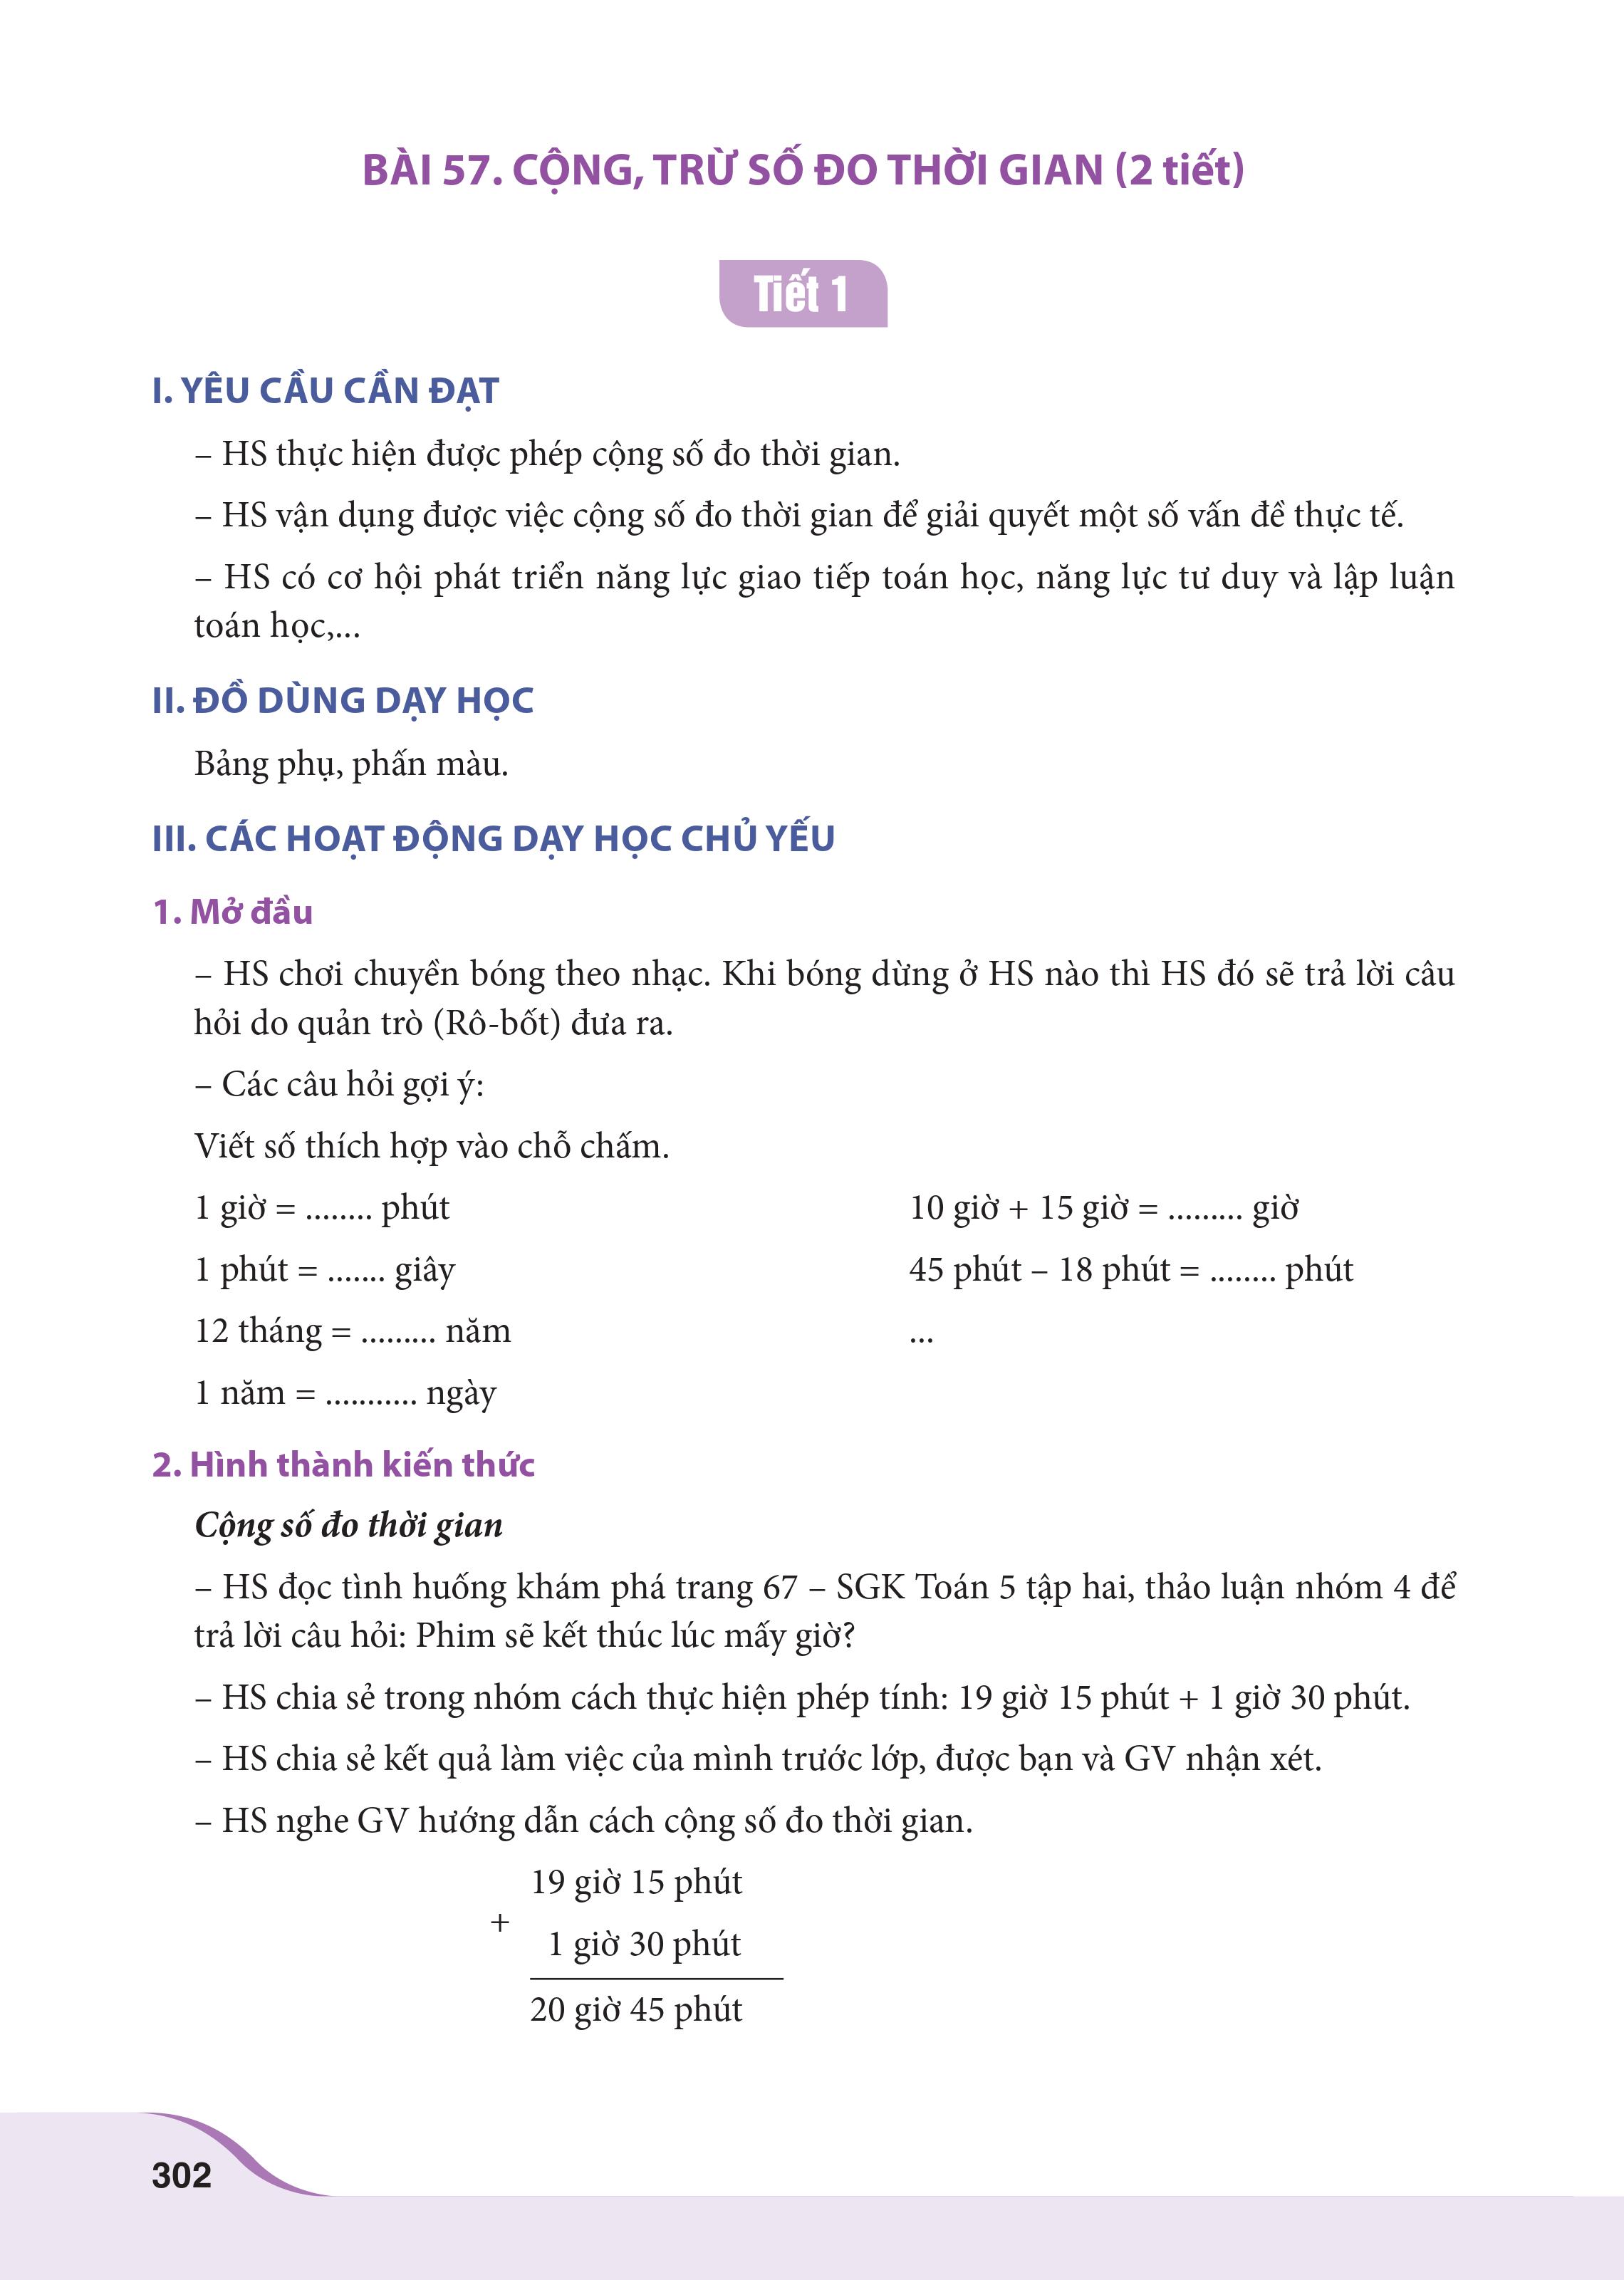 BÀI 57. CỘNG, TRỪ SỐ ĐO THỜI GIAN (2 tiết)
Tiết 1
I. YÊU CẦU CẦN ĐẠT
– HS thực hiện được phép cộng số đo thời gian.
– HS vận dụng được việc cộng số đo thời gian để giải quyết một số vấn đề thực tế.
– HS có cơ hội phát triển năng lực giao tiếp toán học, năng lực tư duy và lập luận
toán học,...
II. ĐỒ DÙNG DẠY HỌC
Bảng phụ, phấn màu.
III. CÁC HOẠT ĐỘNG DẠY HỌC CHỦ YẾU
1. Mở đầu
– HS chơi chuyền bóng theo nhạc. Khi bóng dừng ở HS nào thì HS đó sẽ trả lời câu
hỏi do quản trò (Rô-bốt) đưa ra.
– Các câu hỏi gợi ý:
Viết số thích hợp vào chỗ chấm.
1 giờ = ........ phút
10 giờ + 15 giờ = ......... giờ
1 phút = ....... giây
45 phút – 18 phút = ........ phút
12 tháng = ......... năm
...
1 năm = ........... ngày
2. Hình thành kiến thức
Cộng số đo thời gian
– HS đọc tình huống khám phá trang 67 – SGK Toán 5 tập hai, thảo luận nhóm 4 để
trả lời câu hỏi: Phim sẽ kết thúc lúc mấy giờ?
– HS chia sẻ trong nhóm cách thực hiện phép tính: 19 giờ 15 phút + 1 giờ 30 phút.
– HS chia sẻ kết quả làm việc của mình trước lớp, được bạn và GV nhận xét.
– HS nghe GV hướng dẫn cách cộng số đo thời gian.
19 giờ 15 phút
+
1 giờ 30 phút
20 giờ 45 phút
302